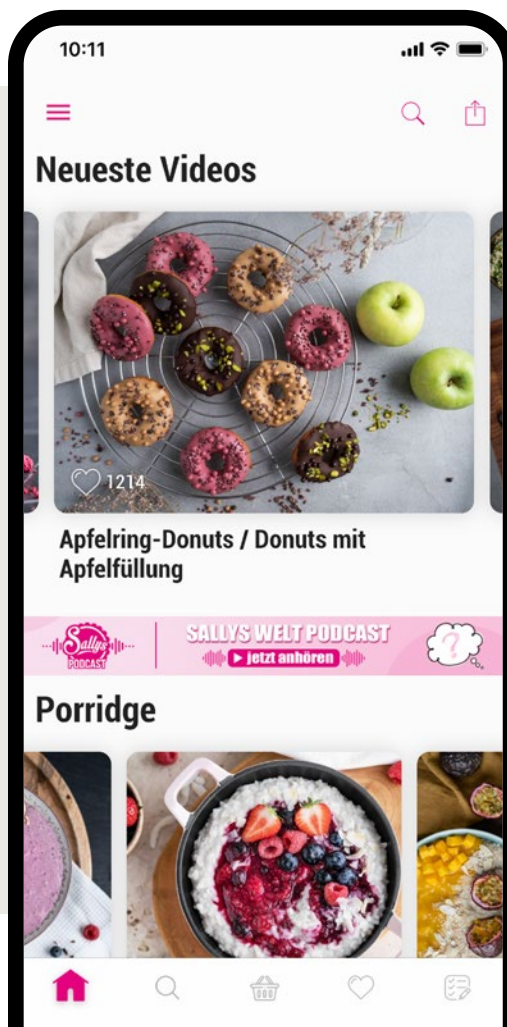 10:11
Neueste Videos
1214
Apfelring-Donuts / Donuts mit
Apfelfüllung
Sallys
PODCAST
SALLYS WELT PODCAST
jetzt anhören
?
Porridge